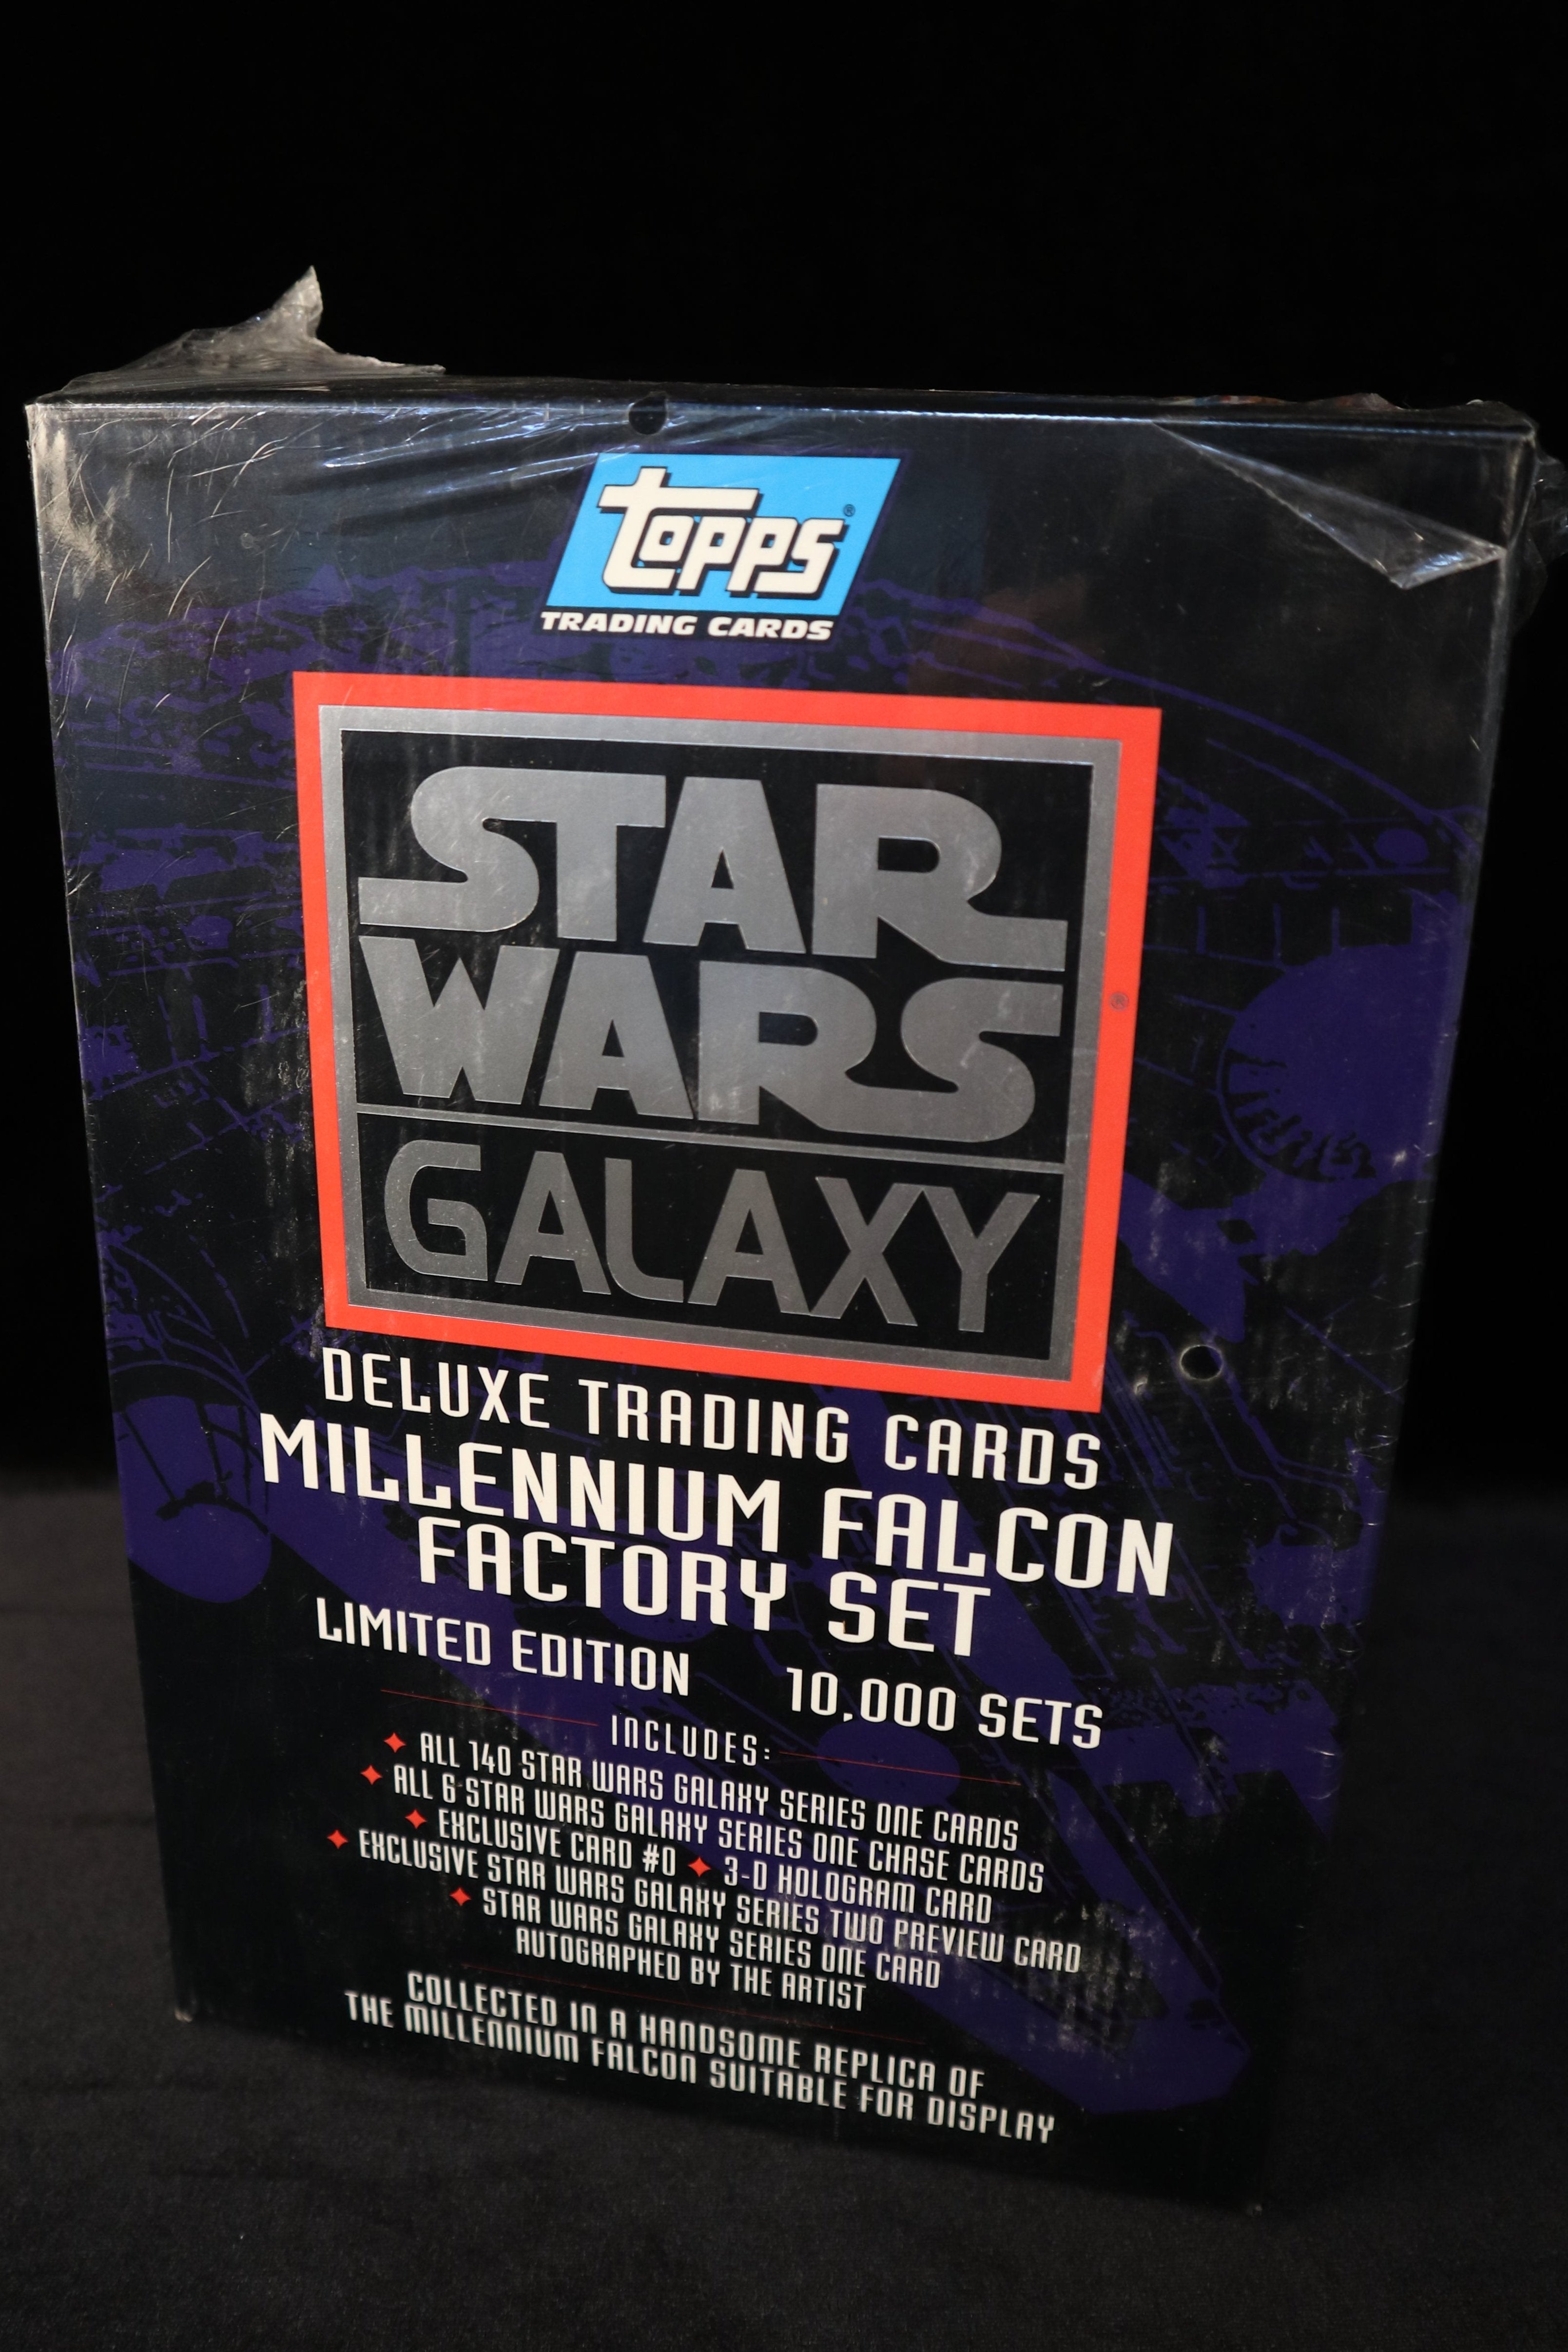 Topps®
TRADING CARDS
STAR
WARS
®
GALAXY
DELUXE TRADING CARDS
MILLENNIUM FALCON
FACTORY SET
LIMITED EDITION 10,000 SETS
INCLUDES:
ALL 140 STAR WARS GALAXY SERIES ONE CARDS
ALL 6 STAR WARS GALAXY SERIES ONE CHASE CARDS
EXCLUSIVE CARD #0 ✦ 3-D HOLOGRAM CARD
EXCLUSIVE STAR WARS GALAXY SERIES TWO PREVIEW CARD
STAR WARS GALAXY SERIES ONE CARD
AUTOGRAPHED BY THE ARTIST
COLLECTED IN A HANDSOME REPLICA OF
THE MILLENNIUM FALCON SUITABLE FOR DISPLAY